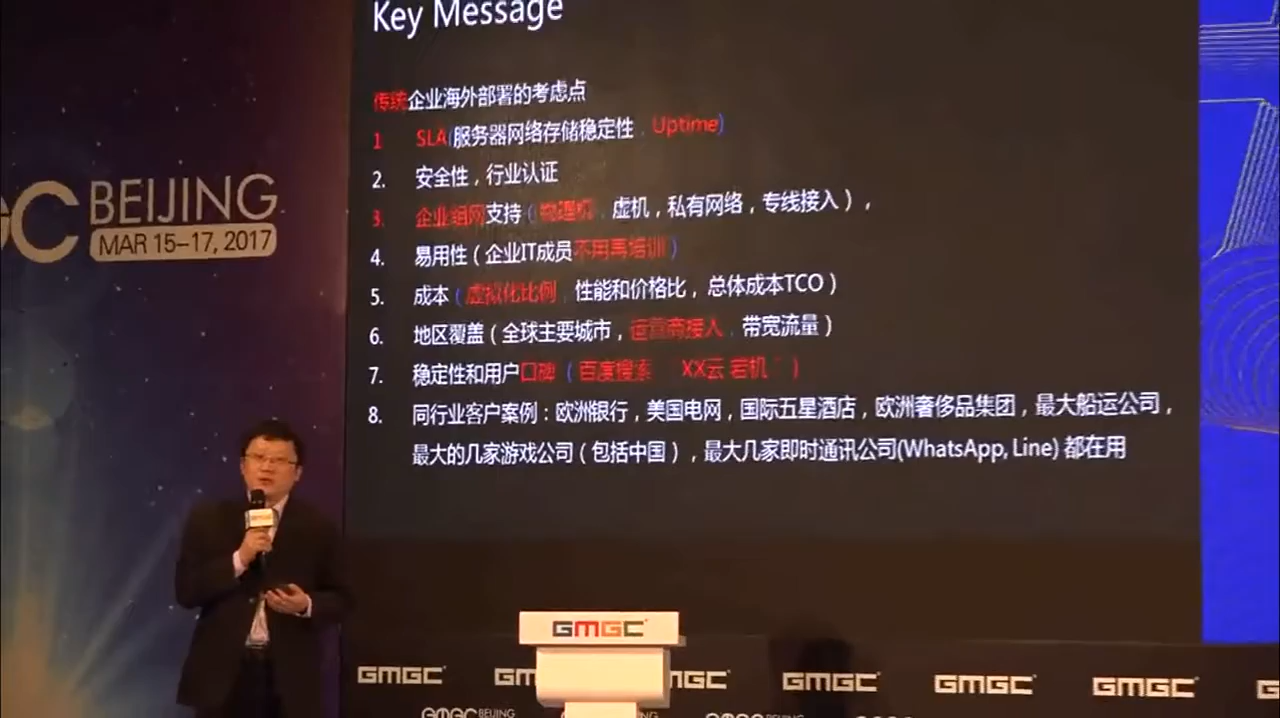 Key Message
传统企业海外部署的考虑点
1 SLA(服务器网络存储稳定性，Uptime)
2. 安全性，行业认证
3. 企业组网支持（物理机，虚机，私有网络，专线接入），
4. 易用性（企业IT成员不用再培训）
5. 成本（虚拟化比例，性能和价格比，总体成本TCO）
6. 地区覆盖（全球主要城市，运营商接入，带宽流量）
7. 稳定性和用户口碑（百度搜索 XX云 宕机）
8. 同行业客户案例：欧洲银行，美国电网，国际五星酒店，欧洲奢侈品集团，最大船运公司，
最大的几家游戏公司（包括中国），最大几家即时通讯公司(WhatsApp, Line) 都在用
GC BEIJING
MAR 15–17, 2017
GMGC
GMGC GM GC GMGC GMGC GMGC
GMGC BEIJING